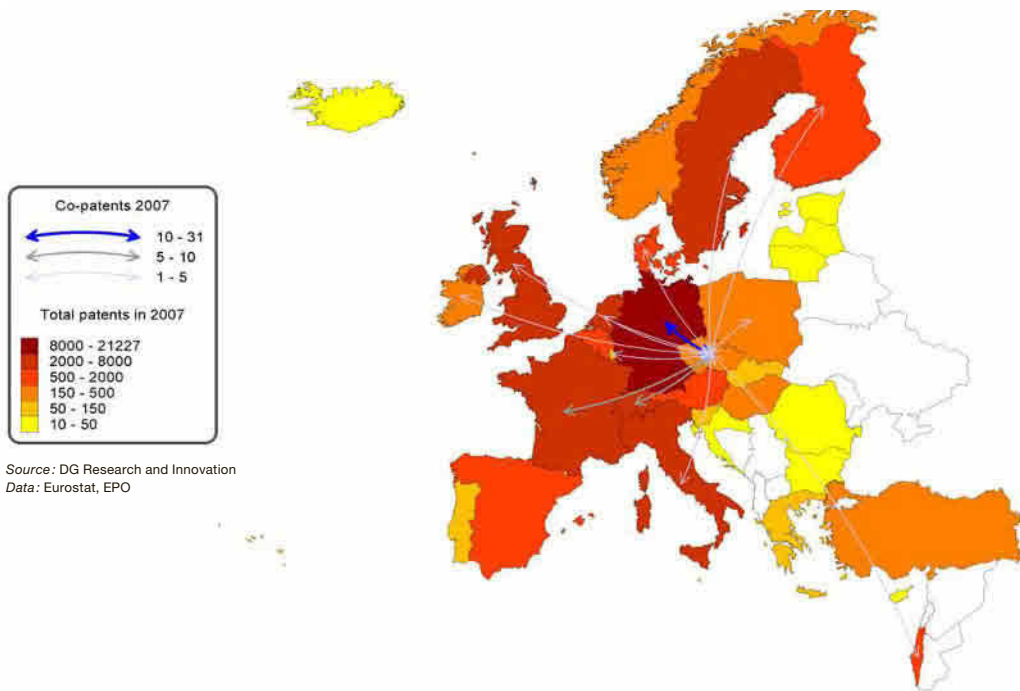 Co-patents 2007
10 - 31
5 - 10
1 - 5
Total patents in 2007
8000 - 21227
2000 - 8000
500 - 2000
150 - 500
50 - 150
10 - 50
Source: DG Research and Innovation
Data: Eurostat, EPO